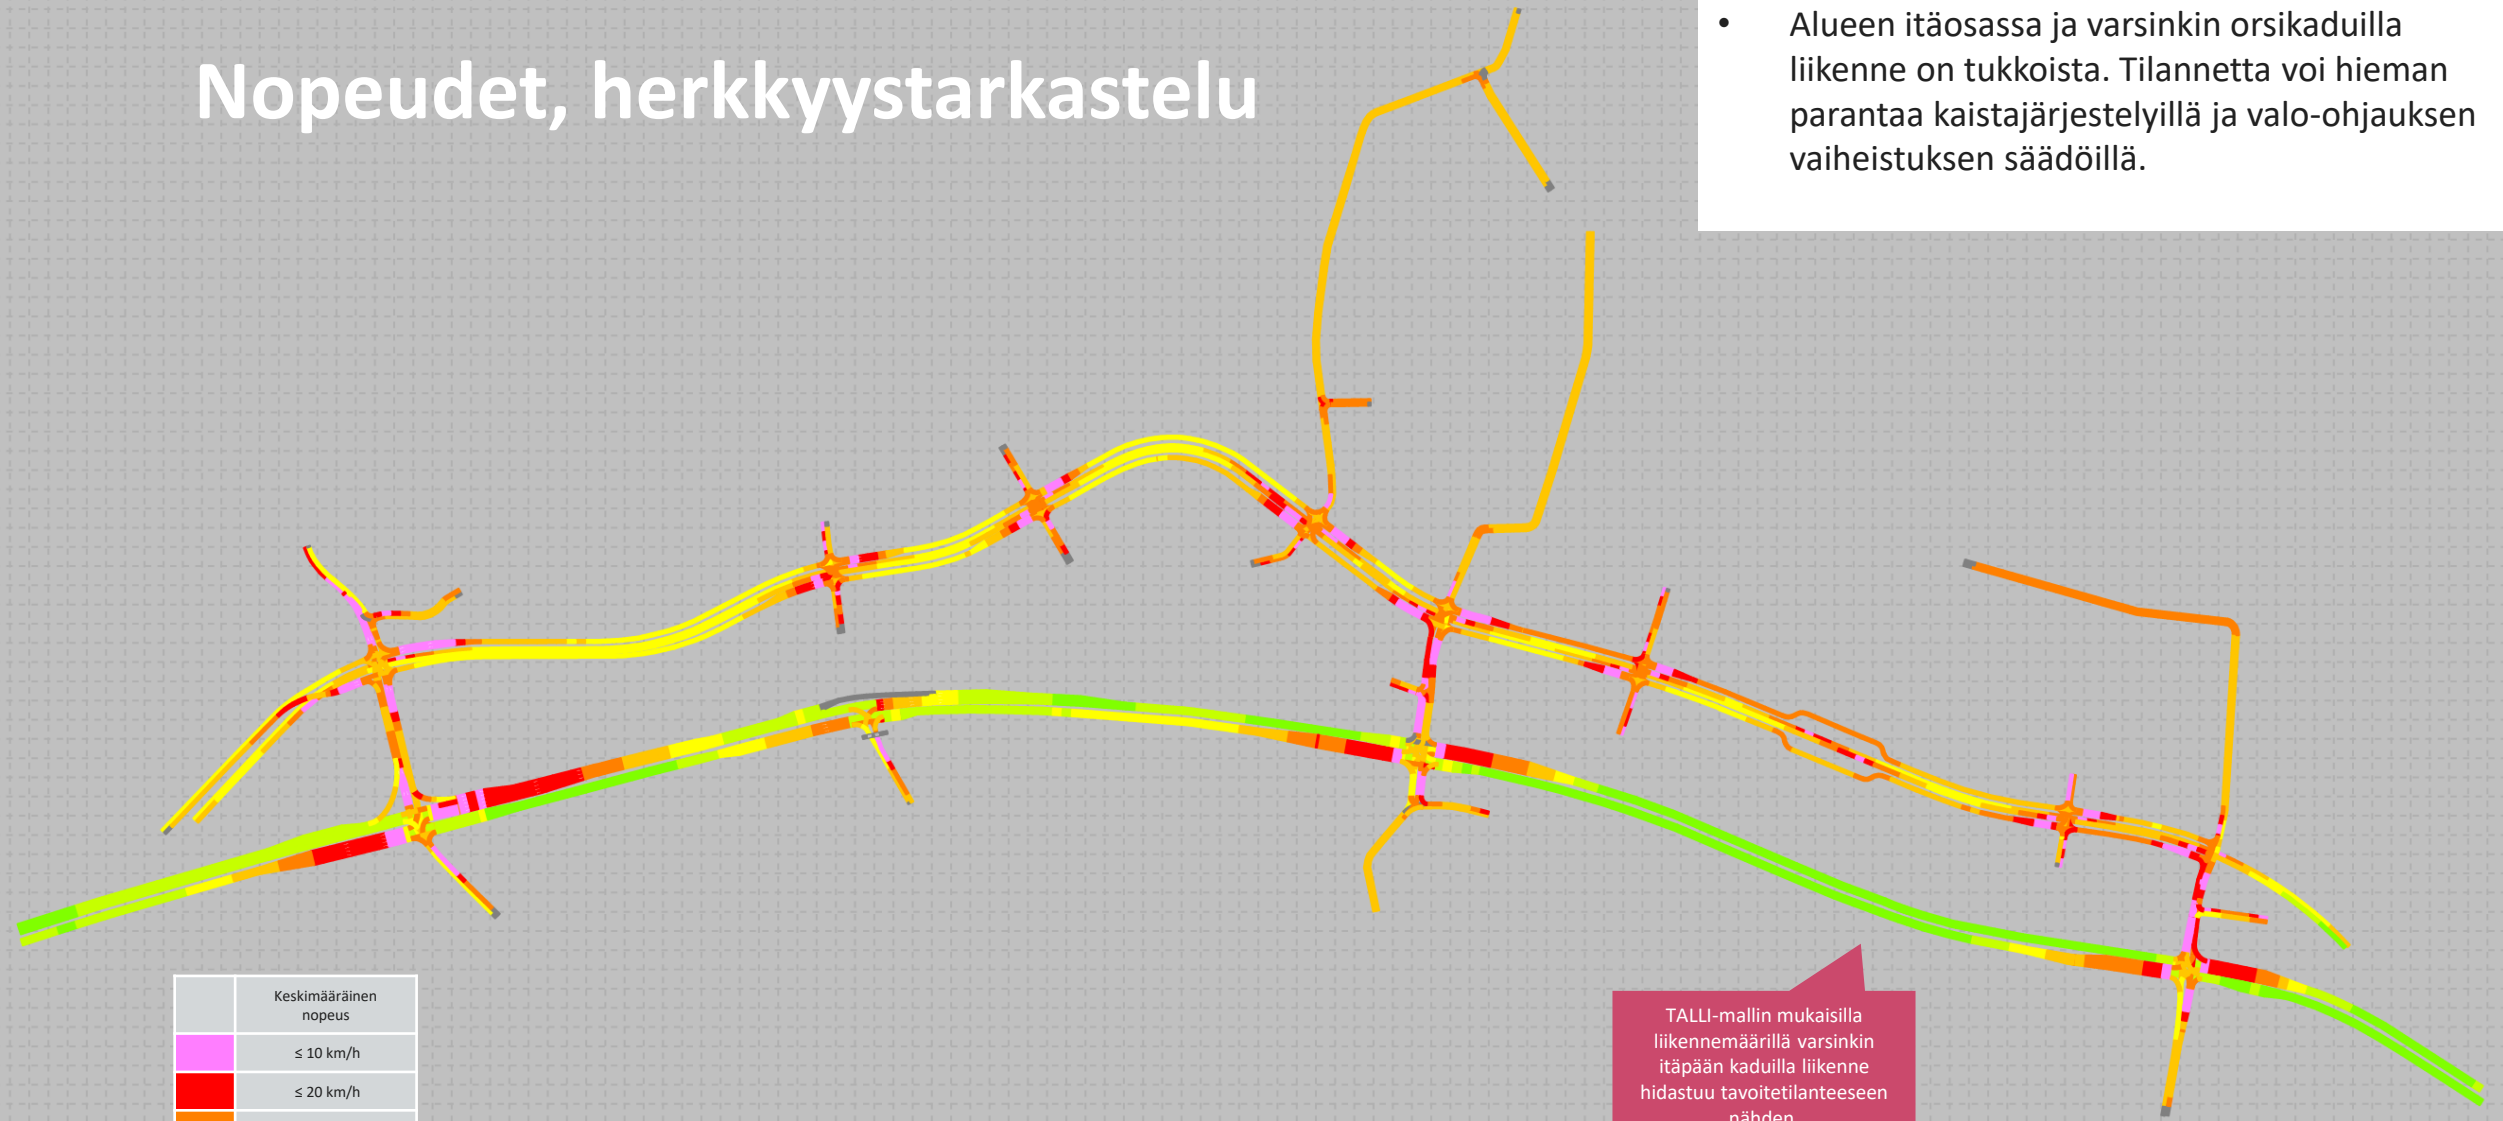 Nopeudet, herkkyystarkastelu
• Alueen itäosassa ja varsinkin orsikaduilla
liikenne on tukkoista. Tilannetta voi hieman
parantaa kaistajärjestelyillä ja valo-ohjauksen
vaiheistuksen säädöillä.
Keskimääräinen
nopeus
≤ 10 km/h
≤ 20 km/h
TALLI-mallin mukaisilla
liikennemäärillä varsinkin
itäpään kaduilla liikenne
hidastuu tavoitetilanteeseen
nähden